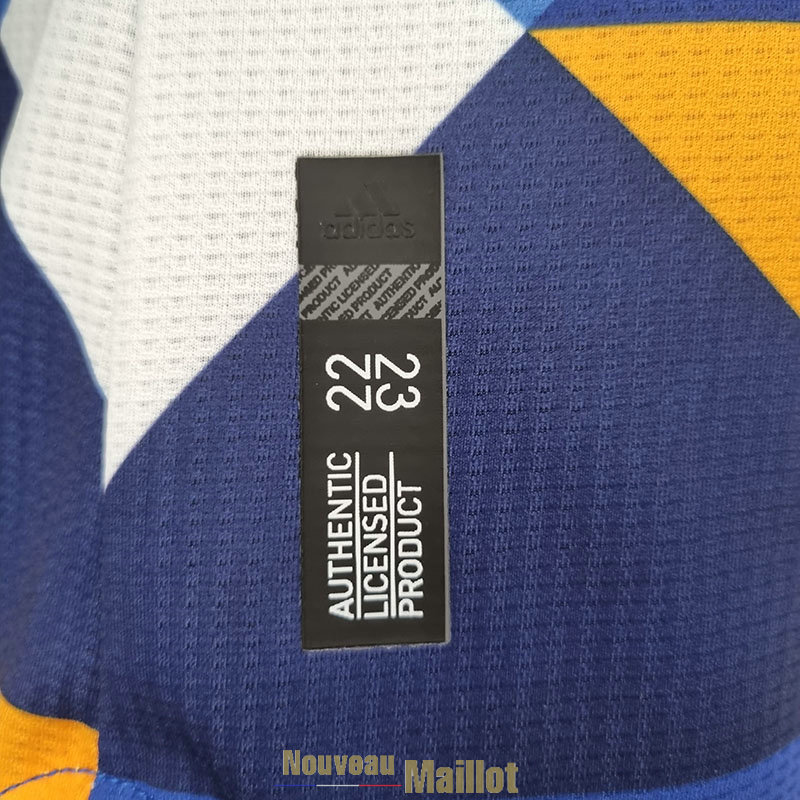 adidas
AUTHENTIC LICENSED PRODUCT
22
23
AUTHENTIC
LICENSED
PRODUCT
Nouveau Maillot